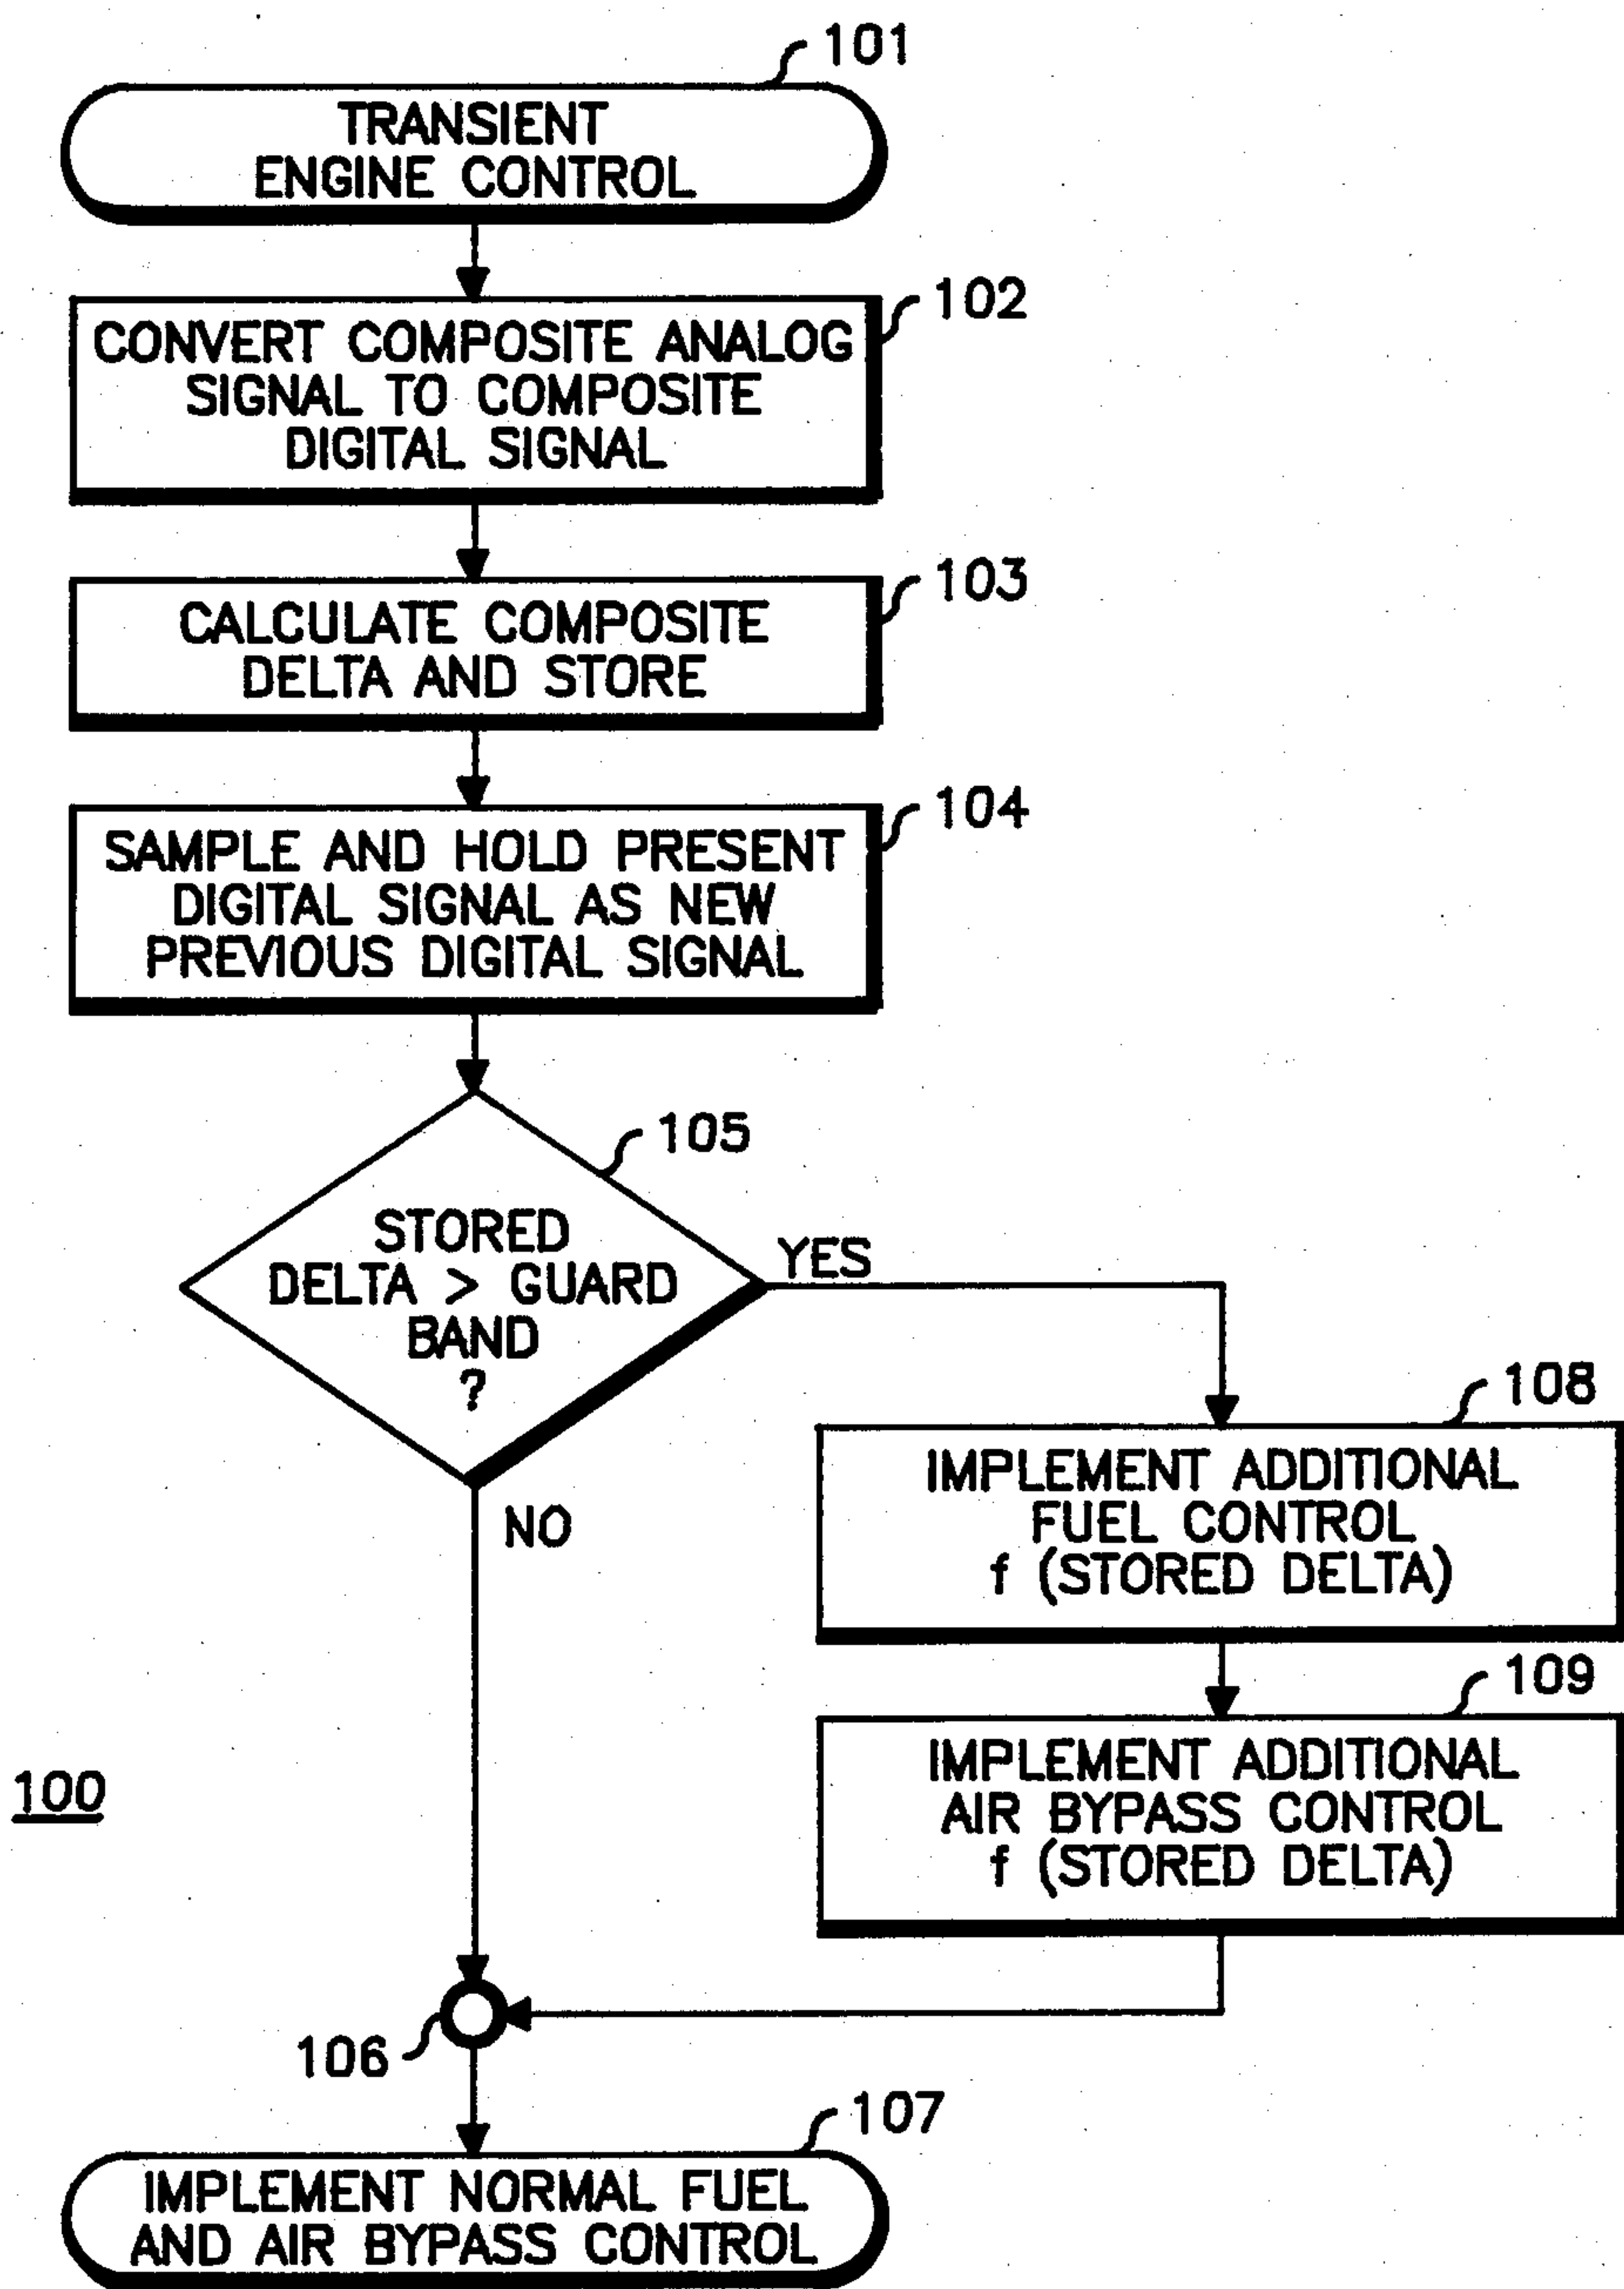 101
TRANSIENT
ENGINE CONTROL
102
CONVERT COMPOSITE ANALOG
SIGNAL TO COMPOSITE
DIGITAL SIGNAL
103
CALCULATE COMPOSITE
DELTA AND STORE
104
SAMPLE AND HOLD PRESENT
DIGITAL SIGNAL AS NEW
PREVIOUS DIGITAL SIGNAL
105
STORED
DELTA > GUARD
BAND
?
YES
NO
108
IMPLEMENT ADDITIONAL
FUEL CONTROL
f (STORED DELTA)
109
IMPLEMENT ADDITIONAL
AIR BYPASS CONTROL
f (STORED DELTA)
100
106
107
IMPLEMENT NORMAL FUEL
AND AIR BYPASS CONTROL